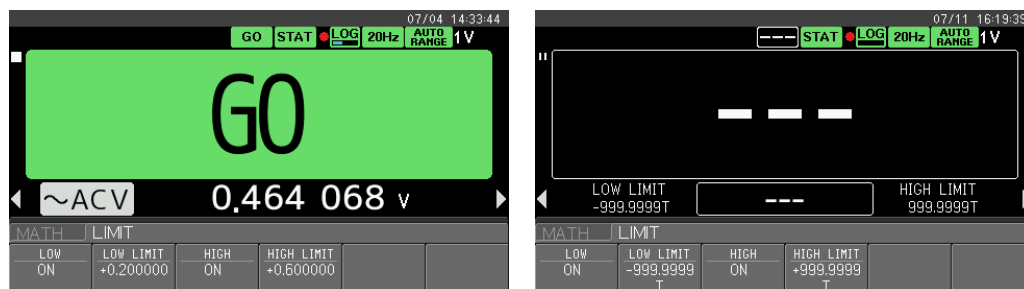 07/04 14:33:44
GO STAT LOG 20Hz AUTO RANGE 1V
GO
~ACV 0.464 068 V
MATH LIMIT
LOW ON LOW LIMIT +0.200000 HIGH ON HIGH LIMIT +0.600000
07/11 16:19:39
--- STAT LOG 20Hz AUTO RANGE 1V
---
LOW LIMIT -999.9999T --- HIGH LIMIT 999.9999T
MATH LIMIT
LOW ON LOW LIMIT -999.9999 T HIGH ON HIGH LIMIT +999.9999 T